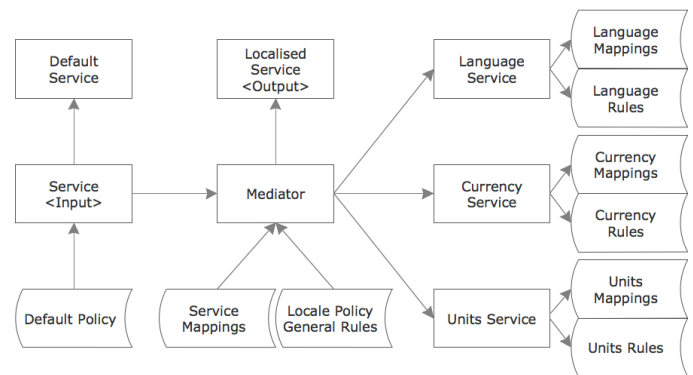 Default
Service
Localised
Service
<Output>
Language
Service
Language
Mappings
Language
Rules
Service
<Input>
Mediator
Currency
Service
Currency
Mappings
Currency
Rules
Default Policy
Service
Mappings
Locale Policy
General Rules
Units Service
Units
Mappings
Units Rules